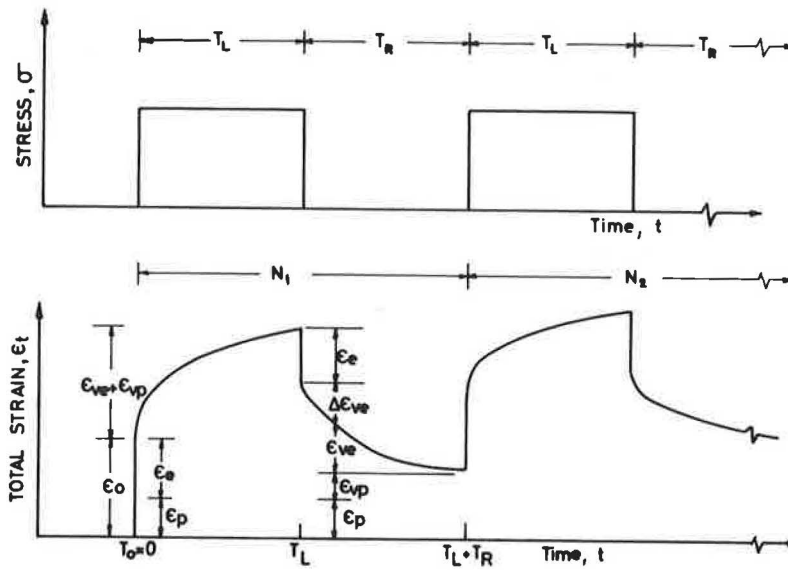 T_L T_R T_L T_R
STRESS, σ
Time, t
N_1 N_2
TOTAL STRAIN, ε_t
ε_ve+ε_vp
ε_o
ε_e
ε_p
ε_e
Δε_ve
ε_ve
ε_vp
ε_p
T_o=0 T_L T_L+T_R Time, t